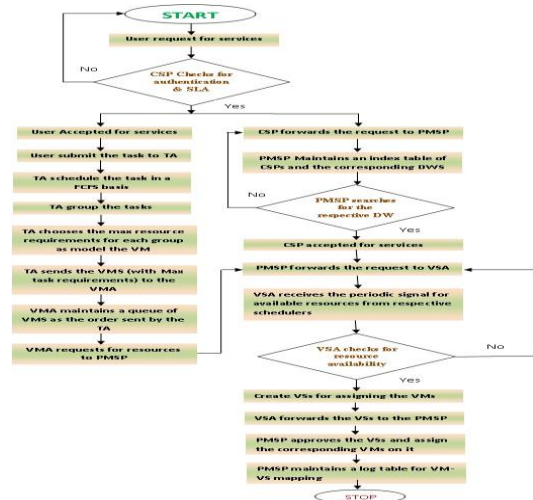 START
User request for services
No
CSP Checks for
authentication
& SLA
Yes
User Accepted for services
User submit the task to TA
TA schedule the task in a
FCFS basis
TA group the tasks
TA chooses the max resource
requirements for each group
as model the VM
TA sends the VMS (with Max
task requirements) to the
VMA
VMA maintains a queue of
VMS as the order sent by the
TA
VMA requests for resources
to PMSP
CSP forwards the request to PMSP
PMSP Maintains an index table of
CSPs and the corresponding DWS
No
PMSP searches
for the
respective DW
Yes
CSP accepted for services
PMSP forwards the request to VSA
VSA receives the periodic signal for
available resources from respective
schedulers
VSA checks for
resource
availability
No
Yes
Create VSs for assigning the VMs
VSA forwards the VSs to the PMSP
PMSP approves the VSs and assign
the corresponding VMs on it
PMSP maintains a log table for VM-
VS mapping
STOP